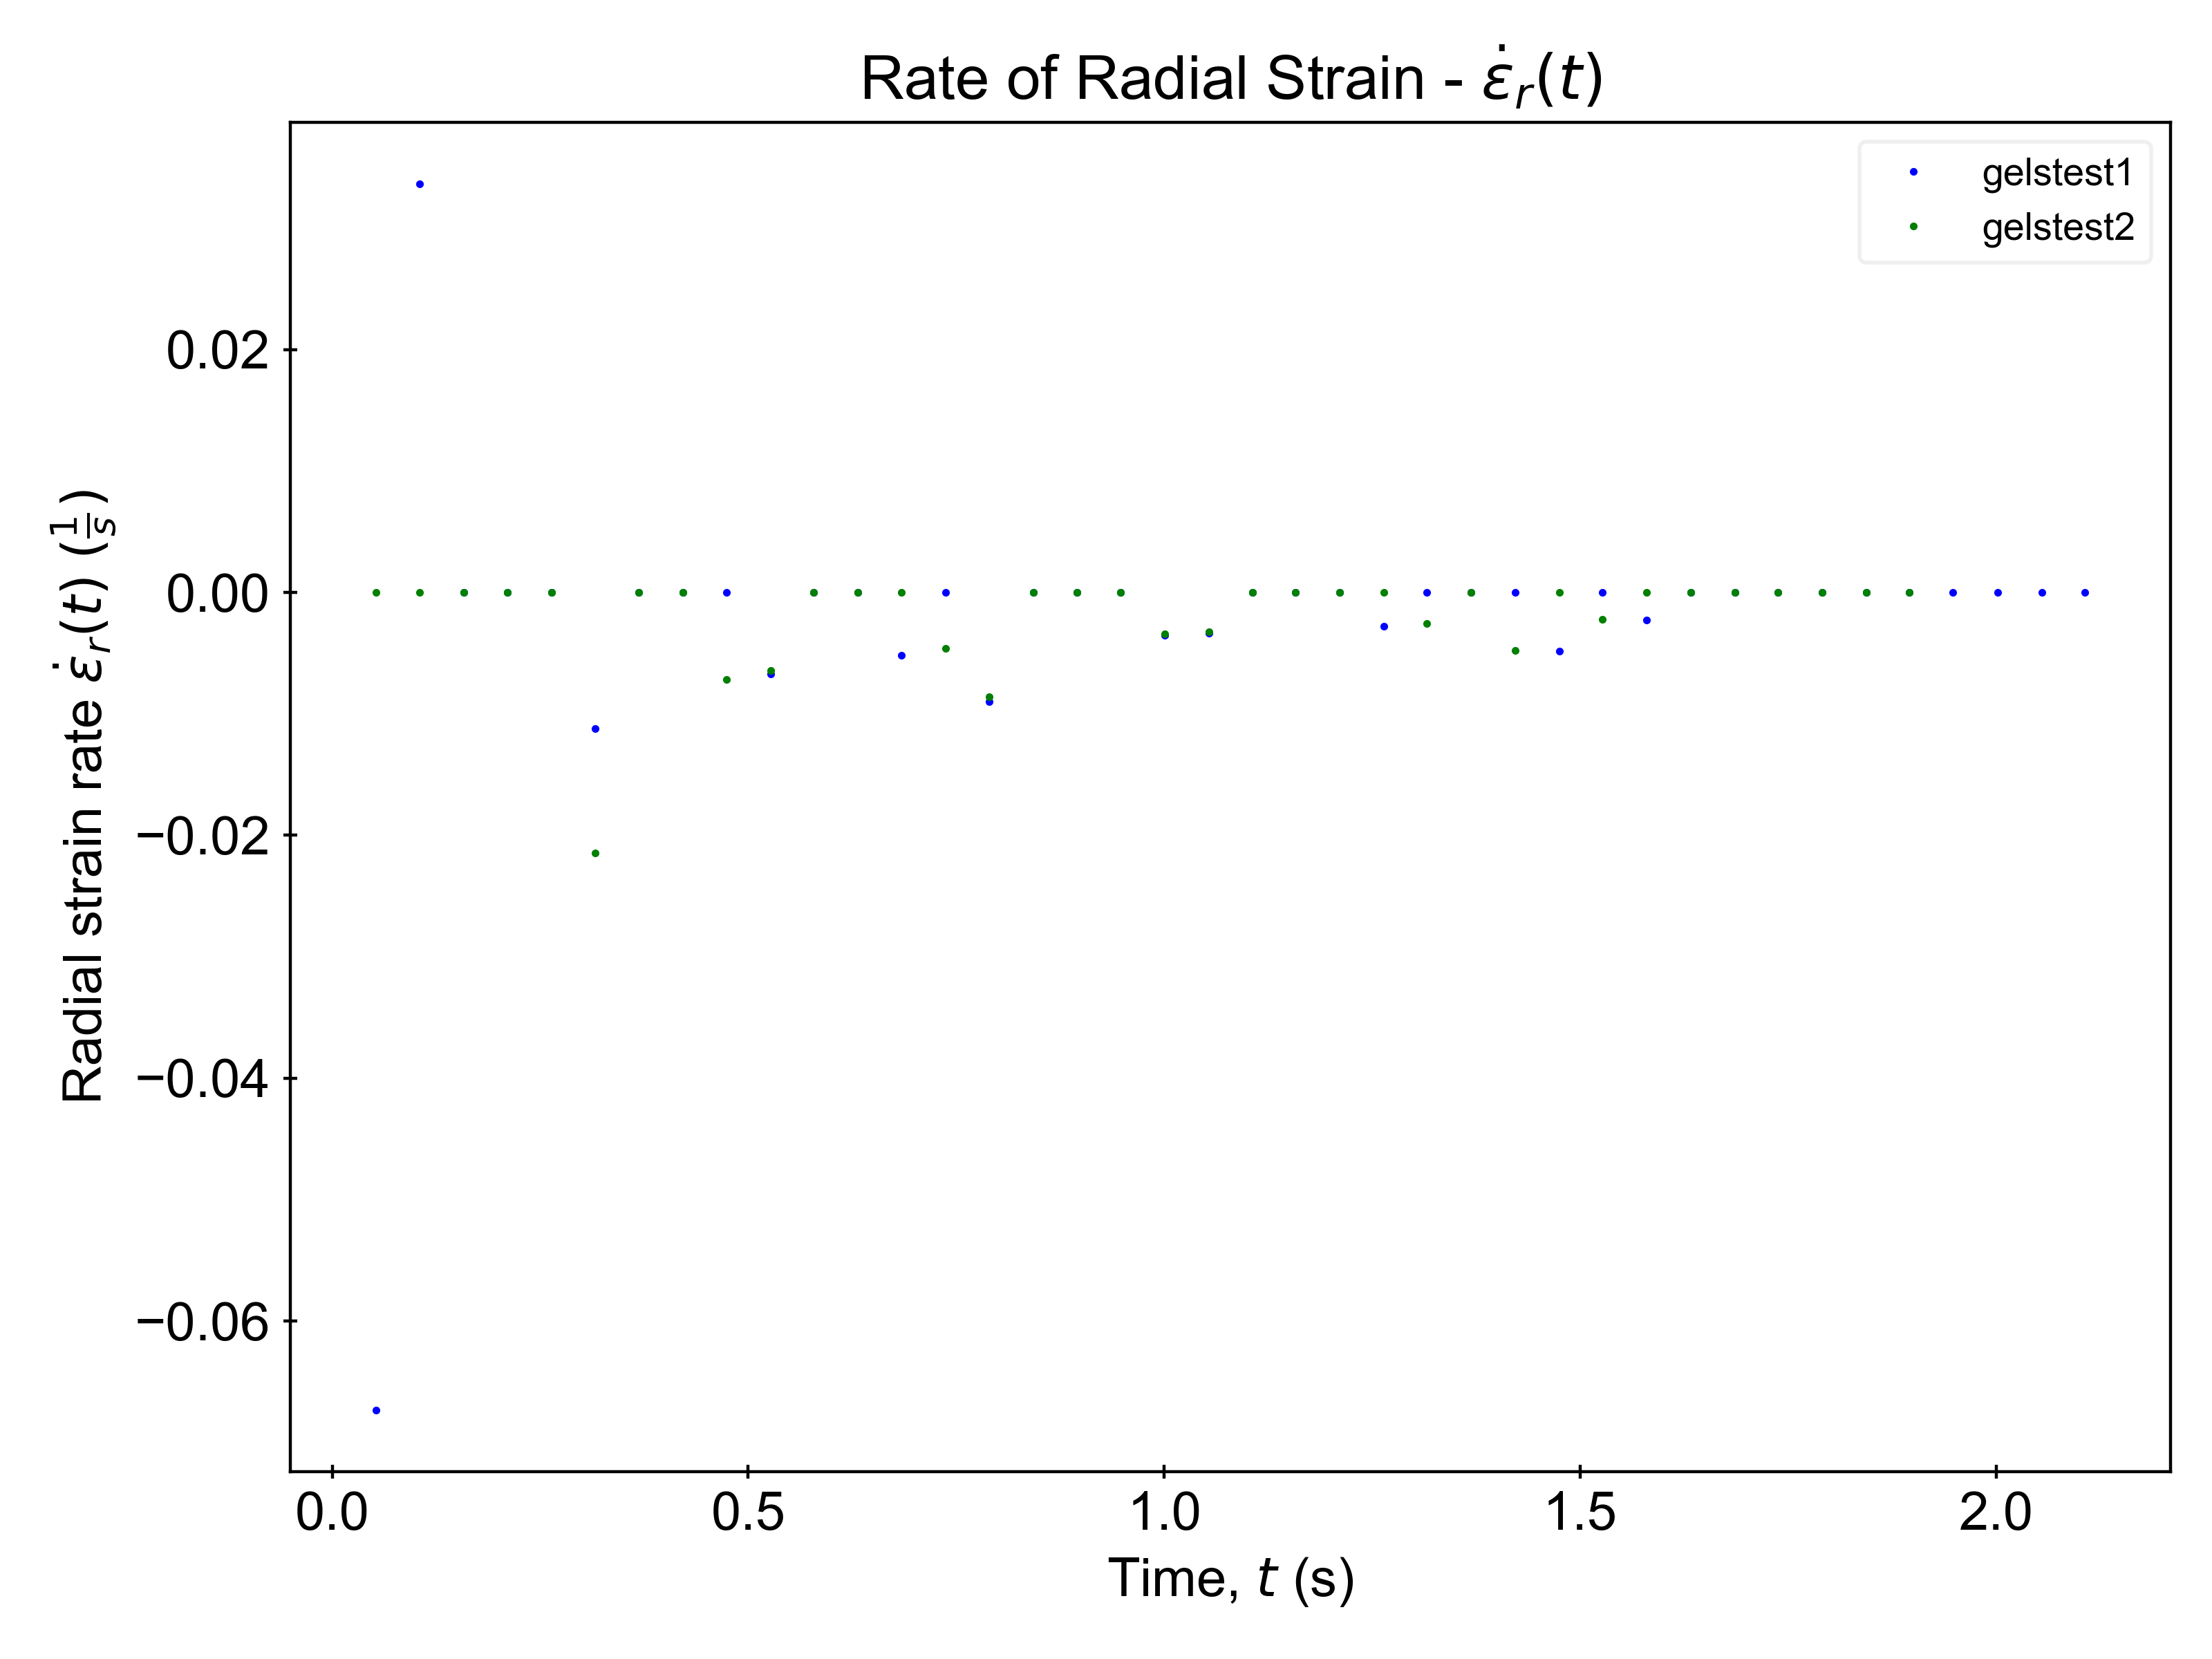 Rate of Radial Strain - ε̇ᵣ(t)
gelstest1
gelstest2
Radial strain rate ε̇ᵣ(t) (1/s)
0.02
0.00
−0.02
−0.04
−0.06
0.0 0.5 1.0 1.5 2.0
Time, t (s)